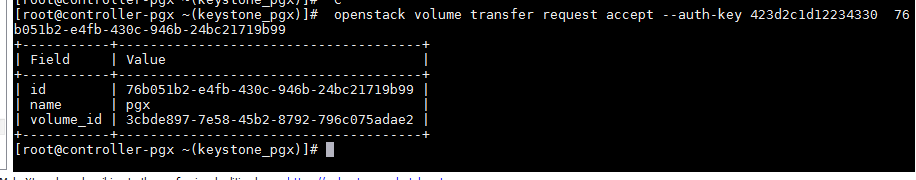 [root@controller-pgx ~(keystone_pgx)]# ^C
[root@controller-pgx ~(keystone_pgx)]#  openstack volume transfer request accept --auth-key 423d2c1d12234330  76
b051b2-e4fb-430c-946b-24bc21719b99
+-----------+--------------------------------------+
| Field     | Value                                |
+-----------+--------------------------------------+
| id        | 76b051b2-e4fb-430c-946b-24bc21719b99 |
| name      | pgx                                  |
| volume_id | 3cbde897-7e58-45b2-8792-796c075adae2 |
+-----------+--------------------------------------+
[root@controller-pgx ~(keystone_pgx)]#